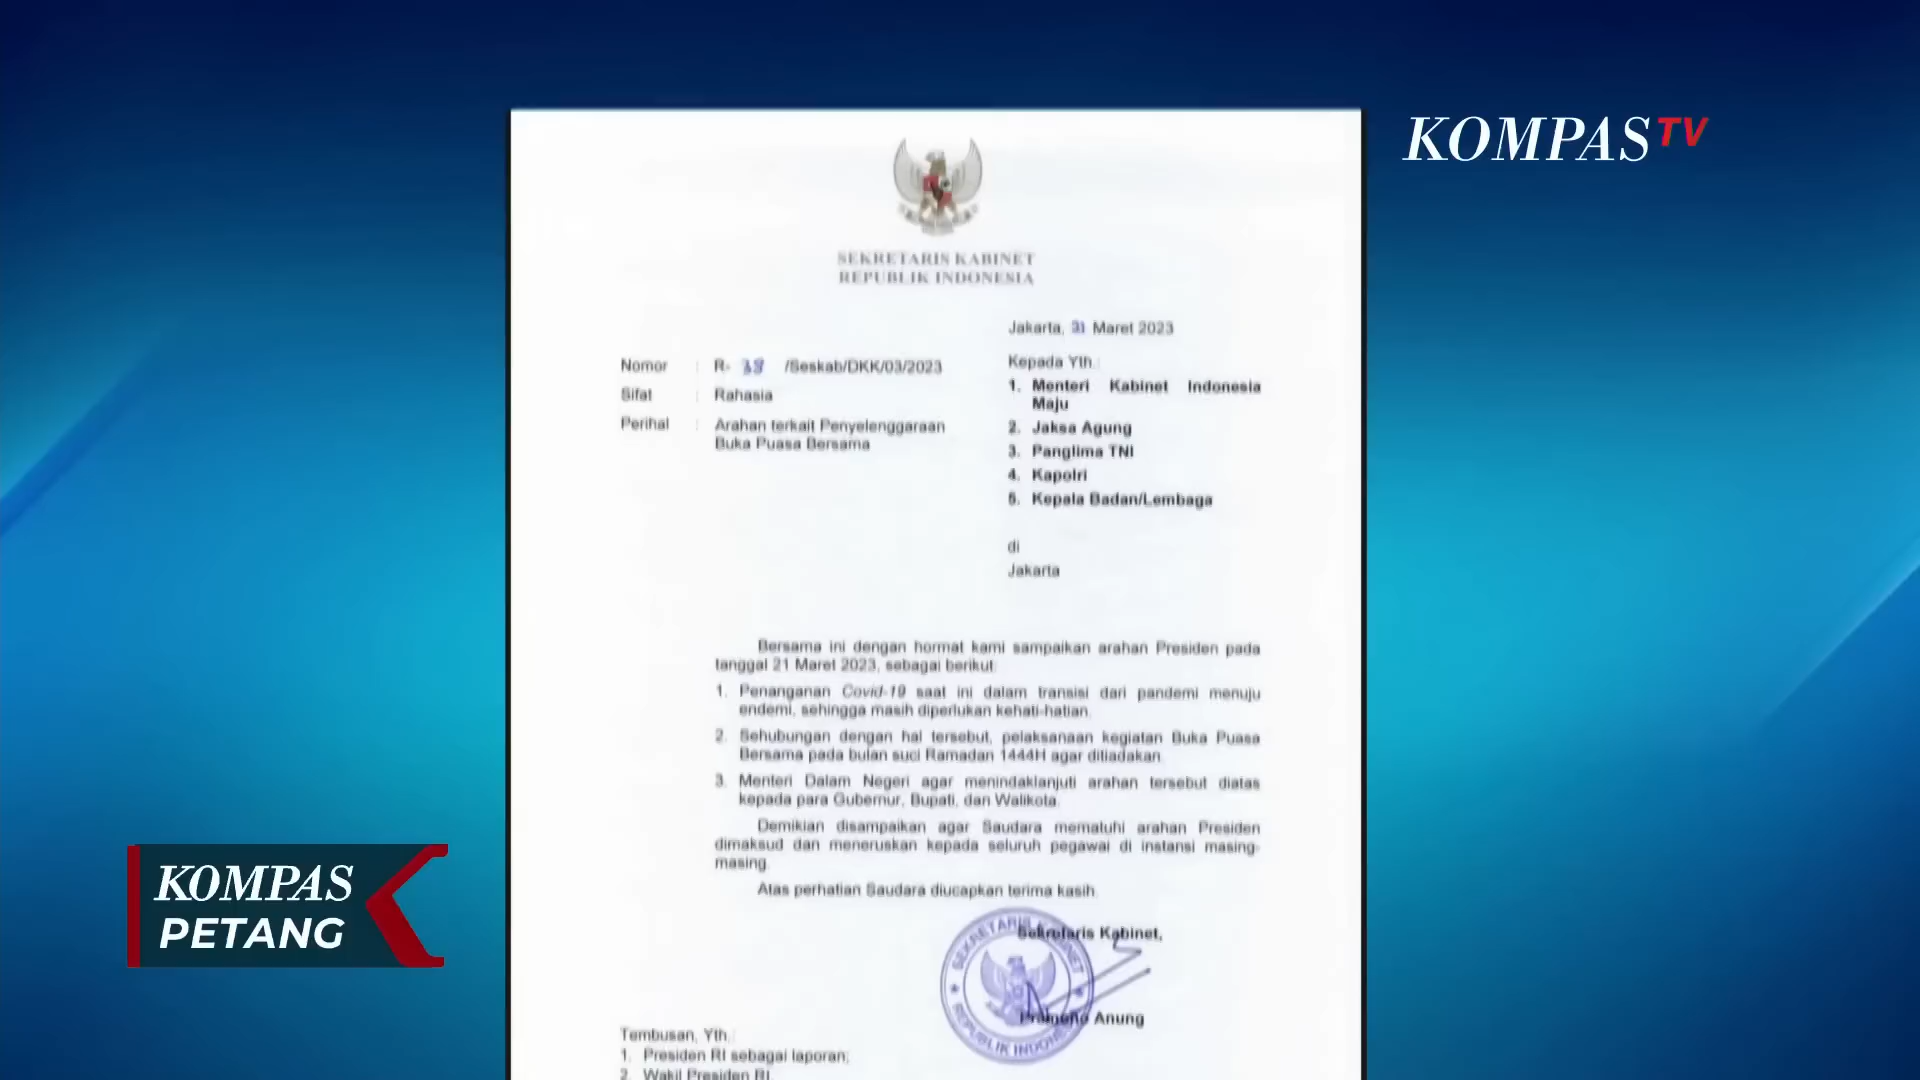 KOMPAS TV
SEKRETARIS KABINET
REPUBLIK INDONESIA
Jakarta, 21 Maret 2023
Nomor : R- 38 /Seskab/DKK/03/2023
Sifat : Rahasia
Perihal : Arahan terkait Penyelenggaraan
Buka Puasa Bersama
Kepada Yth.:
1. Menteri Kabinet Indonesia
Maju
2. Jaksa Agung
3. Panglima TNI
4. Kapolri
5. Kepala Badan/Lembaga
di
Jakarta
Bersama ini dengan hormat kami sampaikan arahan Presiden pada
tanggal 21 Maret 2023, sebagai berikut:
1. Penanganan Covid-19 saat ini dalam transisi dari pandemi menuju
endemi, sehingga masih diperlukan kehati-hatian.
2. Sehubungan dengan hal tersebut, pelaksanaan kegiatan Buka Puasa
Bersama pada bulan suci Ramadan 1444H agar ditiadakan.
3. Menteri Dalam Negeri agar menindaklanjuti arahan tersebut diatas
kepada para Gubernur, Bupati, dan Walikota.
Demikian disampaikan agar Saudara mematuhi arahan Presiden
dimaksud dan meneruskan kepada seluruh pegawai di instansi masing-
masing.
Atas perhatian Saudara diucapkan terima kasih.
Sekretaris Kabinet,
SEKRETARIS KABINET
REPUBLIK INDONESIA
Pramono Anung
Tembusan, Yth.:
1. Presiden RI sebagai laporan;
2. Wakil Presiden RI.
KOMPAS
PETANG